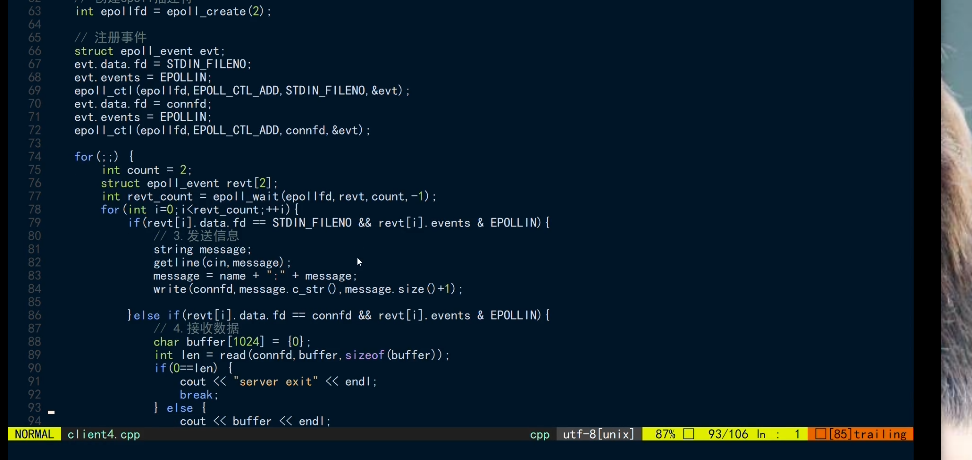 63 int epollfd = epoll_create(2);
64
65 // 注册事件
66 struct epoll_event evt;
67 evt.data.fd = STDIN_FILENO;
68 evt.events = EPOLLIN;
69 epoll_ctl(epollfd,EPOLL_CTL_ADD,STDIN_FILENO,&evt);
70 evt.data.fd = connfd;
71 evt.events = EPOLLIN;
72 epoll_ctl(epollfd,EPOLL_CTL_ADD,connfd,&evt);
73
74 for(;;) {
75 int count = 2;
76 struct epoll_event revt[2];
77 int revt_count = epoll_wait(epollfd,revt,count,-1);
78 for(int i=0;i<revt_count;++i){
79 if(revt[i].data.fd == STDIN_FILENO && revt[i].events & EPOLLIN){
80 // 3.发送信息
81 string message;
82 getline(cin,message);
83 message = name + ":" + message;
84 write(connfd,message.c_str(),message.size()+1);
85
86 }else if(revt[i].data.fd == connfd && revt[i].events & EPOLLIN){
87 // 4.接收数据
88 char buffer[1024] = {0};
89 int len = read(connfd,buffer,sizeof(buffer));
90 if(0==len) {
91 cout << "server exit" << endl;
92 break;
93 } else {
94 cout << buffer << endl;
NORMAL client4.cpp cpp utf-8[unix] 87% 93/106 ln : 1 [85]trailing